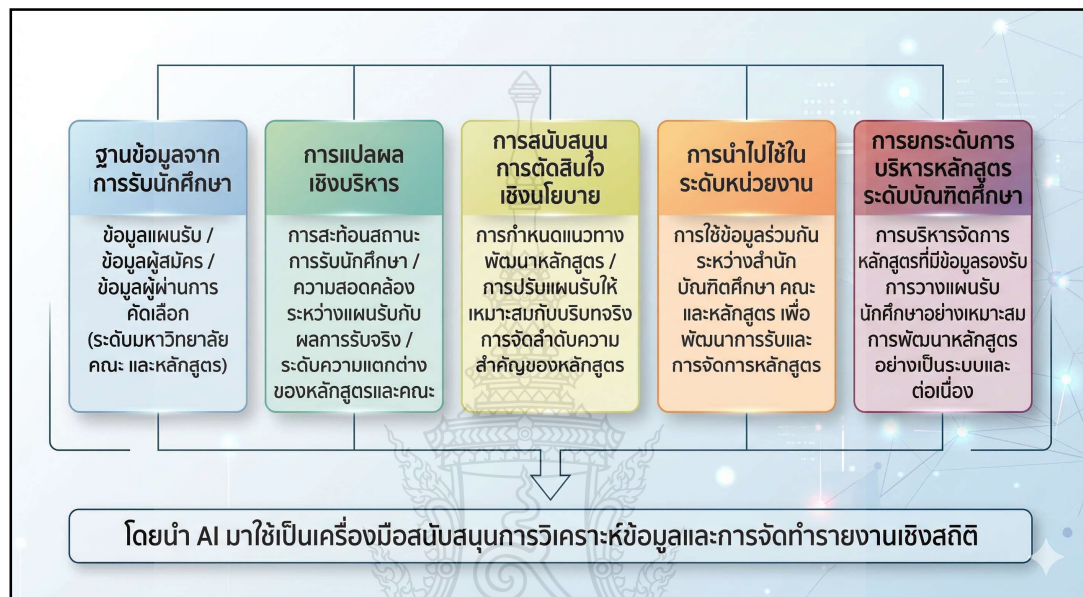 ฐานข้อมูลจาก
การรับนักศึกษา
ข้อมูลแผนรับ /
ข้อมูลผู้สมัคร /
ข้อมูลผู้ผ่านการ
คัดเลือก
(ระดับมหาวิทยาลัย
คณะ และหลักสูตร)
การแปลผล
เชิงบริหาร
การสะท้อนสถานะ
การรับนักศึกษา /
ความสอดคล้อง
ระหว่างแผนรับกับ
ผลการรับจริง /
ระดับความแตกต่าง
ของหลักสูตรและคณะ
การสนับสนุน
การตัดสินใจ
เชิงนโยบาย
การกำหนดแนวทาง
พัฒนาหลักสูตร /
การปรับแผนรับให้
เหมาะสมกับบริบทจริง
การจัดลำดับความ
สำคัญของหลักสูตร
การนำไปใช้ใน
ระดับหน่วยงาน
การใช้ข้อมูลร่วมกัน
ระหว่างสำนัก
บัณฑิตศึกษา คณะ
และหลักสูตร เพื่อ
พัฒนาการรับและ
การจัดการหลักสูตร
การยกระดับการ
บริหารหลักสูตร
ระดับบัณฑิตศึกษา
การบริหารจัดการ
หลักสูตรที่มีข้อมูลรองรับ
การวางแผนรับ
นักศึกษาอย่างเหมาะสม
การพัฒนาหลักสูตร
อย่างเป็นระบบและ
ต่อเนื่อง
โดยนำ AI มาใช้เป็นเครื่องมือสนับสนุนการวิเคราะห์ข้อมูลและการจัดทำรายงานเชิงสถิติ